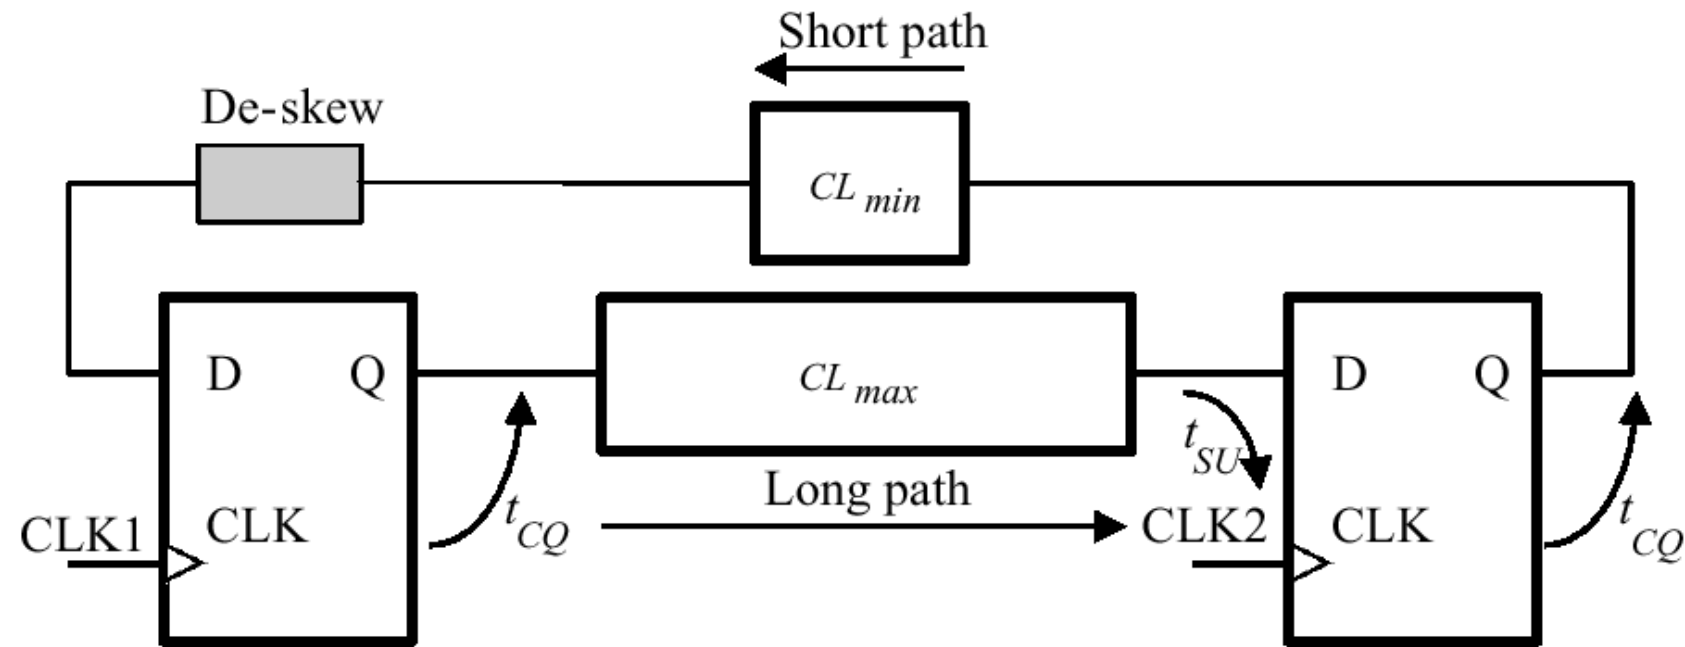 Short path
De-skew
CL min
D Q
CL max
D Q
t SU
t CQ
Long path
t CQ
CLK1
CLK
CLK2
CLK